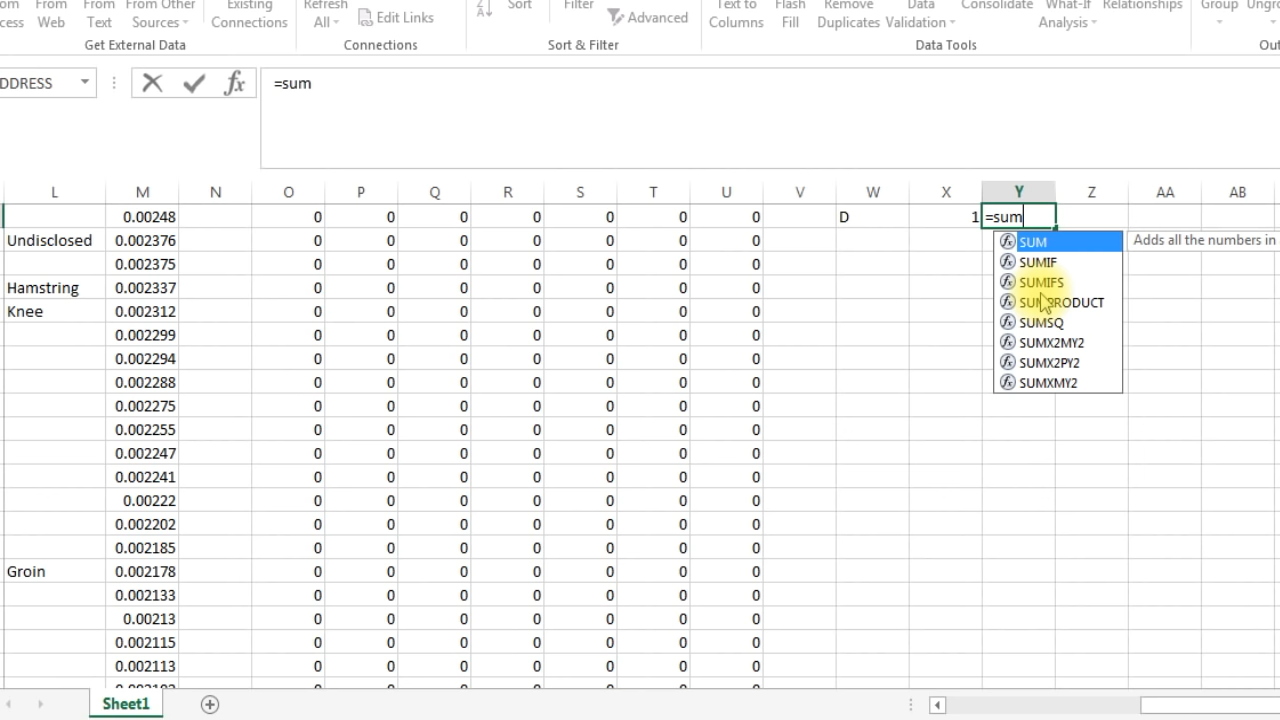 om From From Other Existing Refresh Sort Filter Text to Flash Remove Data Consolidate What-If Relationships Group Ungro
cess Web Text Sources Connections All Edit Links Advanced Columns Fill Duplicates Validation Analysis
Get External Data Connections Sort & Filter Data Tools Out
DDRESS fx =sum
L M N O P Q R S T U V W X Y Z AA AB
0.00248 0 0 0 0 0 0 0 D 1 =sum
Undisclosed 0.002376 0 0 0 0 0 0 0 SUM Adds all the numbers in
0.002375 0 0 0 0 0 0 0 SUMIF
Hamstring 0.002337 0 0 0 0 0 0 0 SUMIFS
Knee 0.002312 0 0 0 0 0 0 0 SUMPRODUCT
0.002299 0 0 0 0 0 0 0 SUMSQ
0.002294 0 0 0 0 0 0 0 SUMX2MY2
SUMX2PY2
0.002288 0 0 0 0 0 0 0 SUMXMY2
0.002275 0 0 0 0 0 0 0
0.002255 0 0 0 0 0 0 0
0.002247 0 0 0 0 0 0 0
0.002241 0 0 0 0 0 0 0
0.00222 0 0 0 0 0 0 0
0.002202 0 0 0 0 0 0 0
0.002185 0 0 0 0 0 0 0
Groin 0.002178 0 0 0 0 0 0 0
0.002133 0 0 0 0 0 0 0
0.00213 0 0 0 0 0 0 0
0.002115 0 0 0 0 0 0 0
0.002113 0 0 0 0 0 0 0
Sheet1